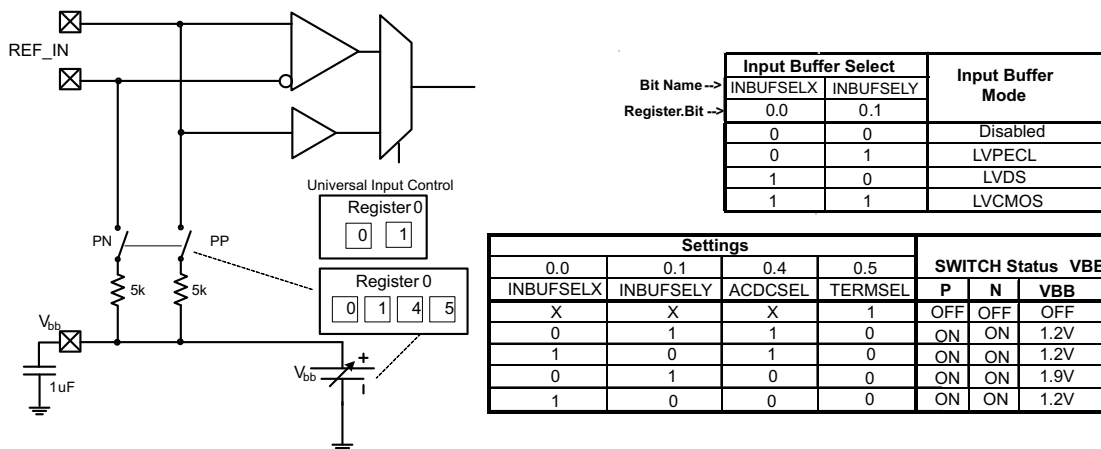 REF_IN
Universal Input Control
Register 0
0 1
PN
PP
5k
5k
Register 0
0 1 4 5
Vbb
1uF
Vbb
+
Input Buffer Select Input Buffer Mode
Bit Name --> INBUFSELX INBUFSELY
Register.Bit --> 0.0 0.1
0 0 Disabled
0 1 LVPECL
1 0 LVDS
1 1 LVCMOS
Settings SWITCH Status VBB
0.0 0.1 0.4 0.5
INBUFSELX INBUFSELY ACDCSEL TERMSEL P N VBB
X X X 1 OFF OFF OFF
0 1 1 0 ON ON 1.2V
1 0 1 0 ON ON 1.2V
0 1 0 0 ON ON 1.9V
1 0 0 0 ON ON 1.2V